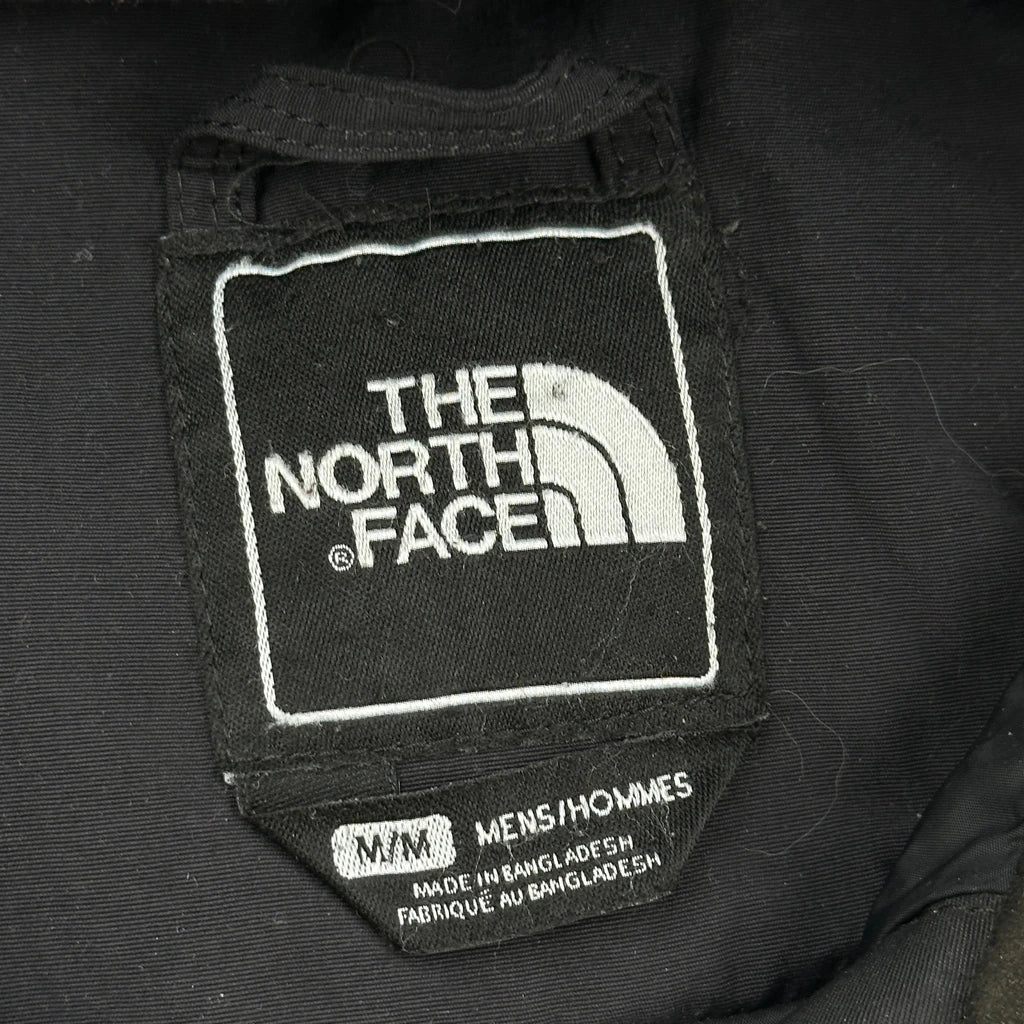 THE
NORTH
FACE
®
M/M MENS/HOMMES
MADE IN BANGLADESH
FABRIQUÉ AU BANGLADESH